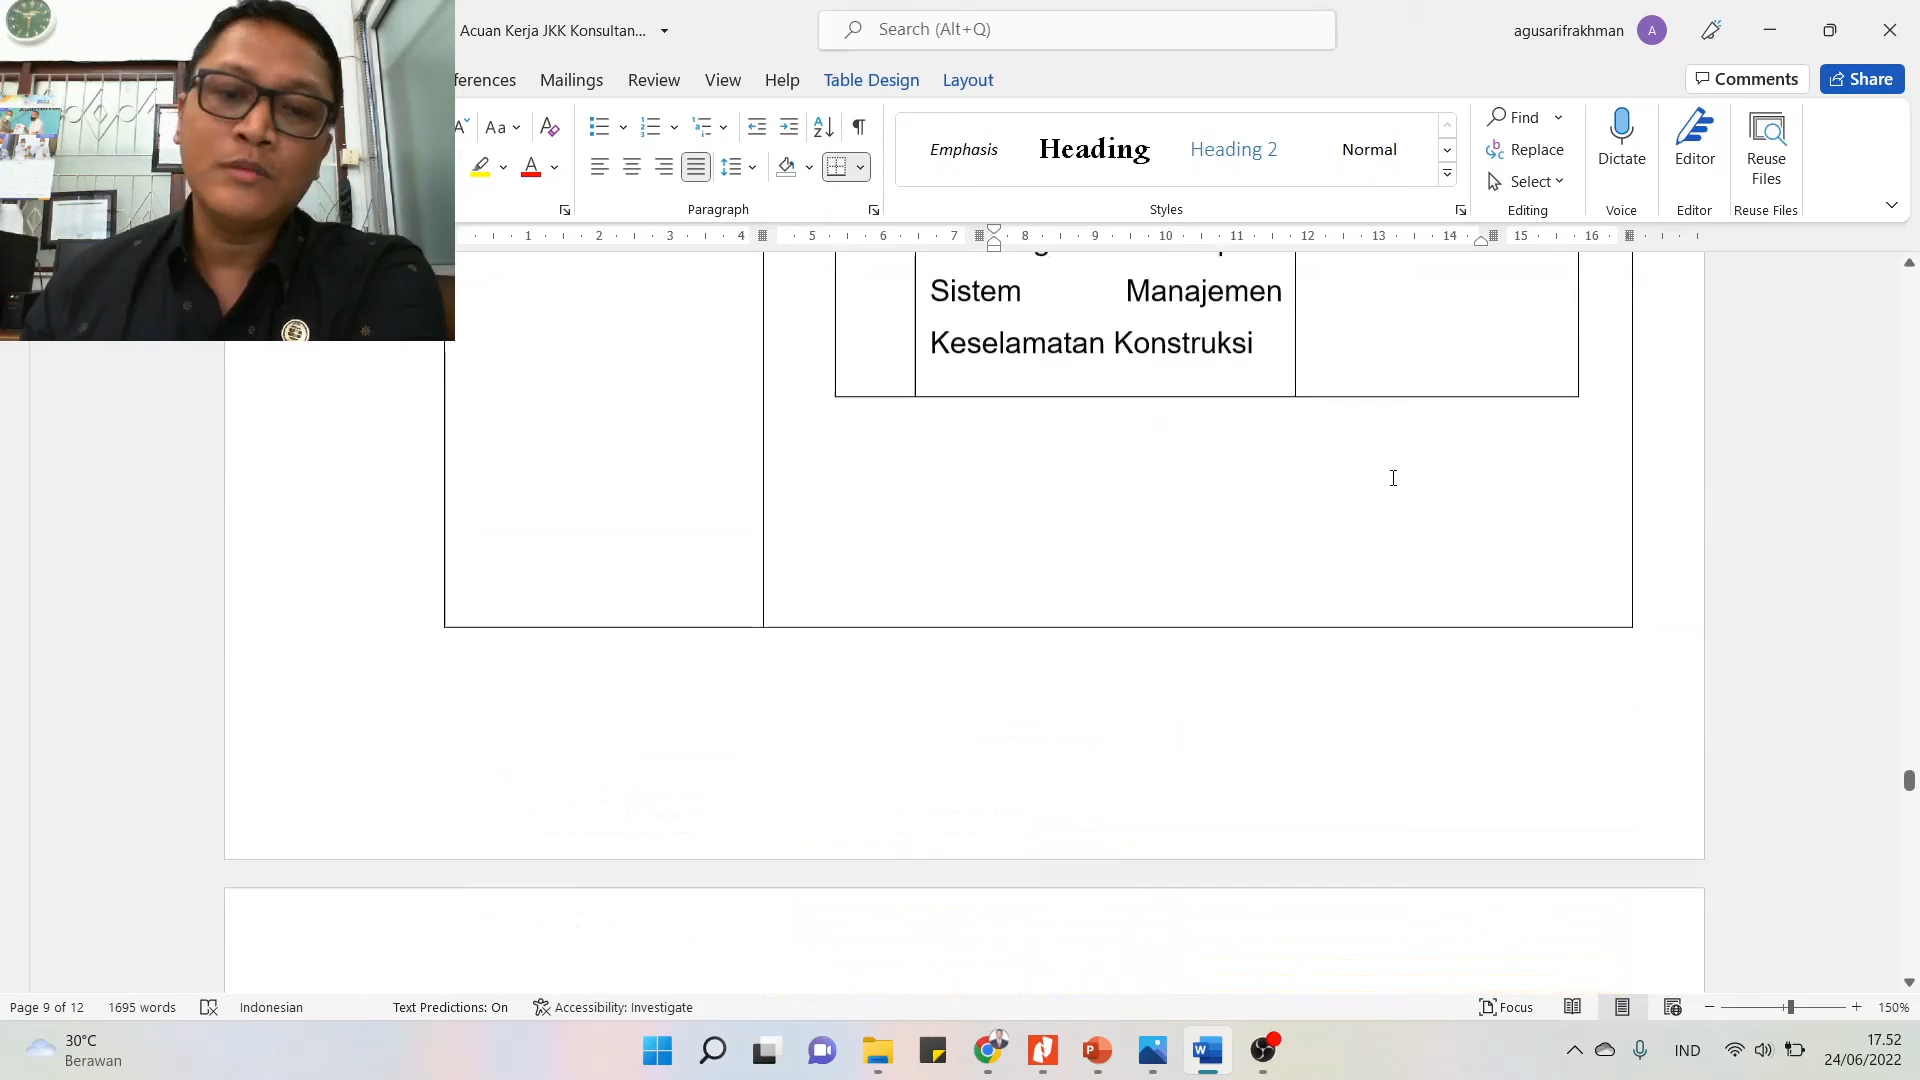 Acuan Kerja JKK Konsultan...
Search (Alt+Q)
agusarifrakhman
A
ferences
Mailings
Review
View
Help
Table Design
Layout
Comments
Share
Aa
A
Emphasis
Heading
Heading 2
Normal
Find
Replace
Select
Dictate
Editor
Reuse
Files
Paragraph
Styles
Editing
Voice
Editor
Reuse Files
1 2 3 4 5 6 7 8 9 10 11 12 13 14 15 16
Sistem Manajemen
Keselamatan Konstruksi
Page 9 of 12
1695 words
Indonesian
Text Predictions: On
Accessibility: Investigate
Focus
150%
30°C
Berawan
IND
17.52
24/06/2022